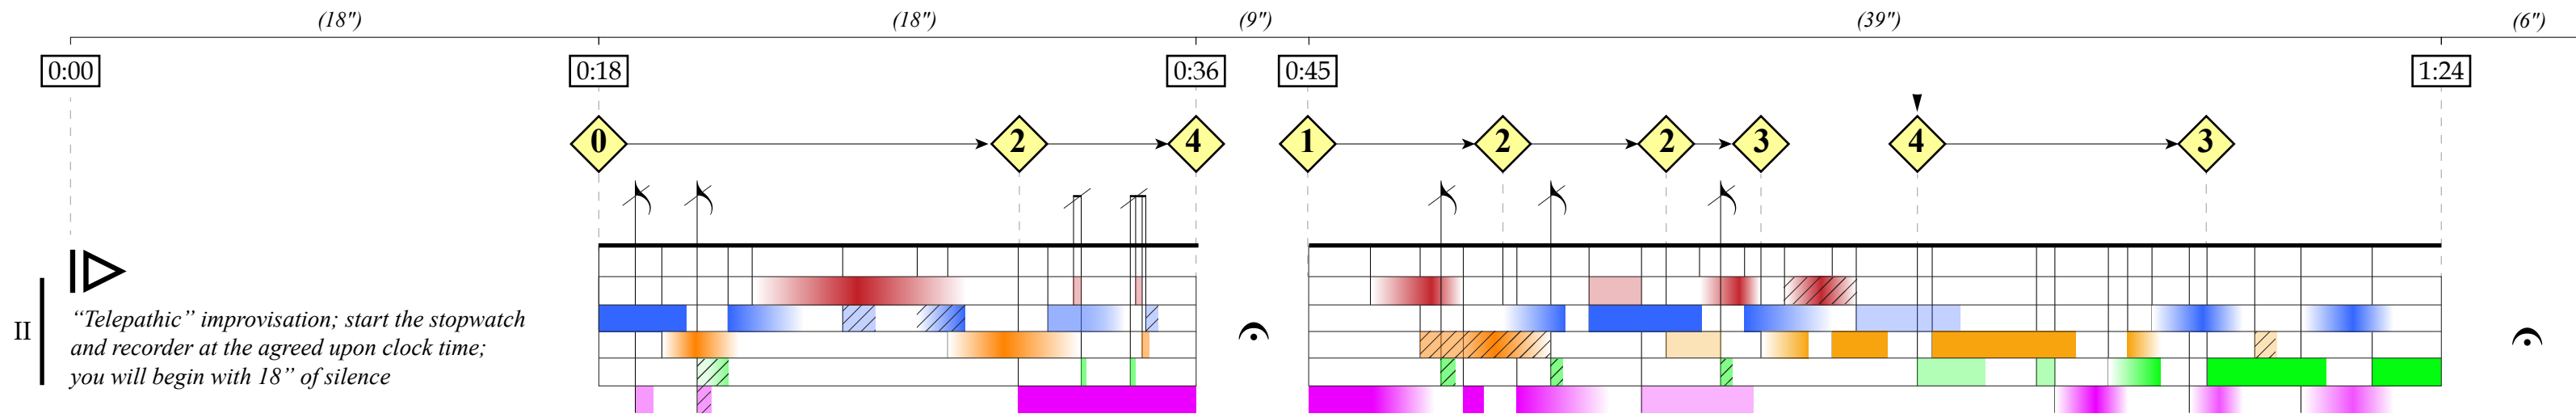 (18")	(18")	(9")	(39")	(6")
0:00	0:18	0:36	0:45	1:24
0	2	4	1	2	2	3	4	3
II
“Telepathic” improvisation; start the stopwatch
and recorder at the agreed upon clock time;
you will begin with 18” of silence